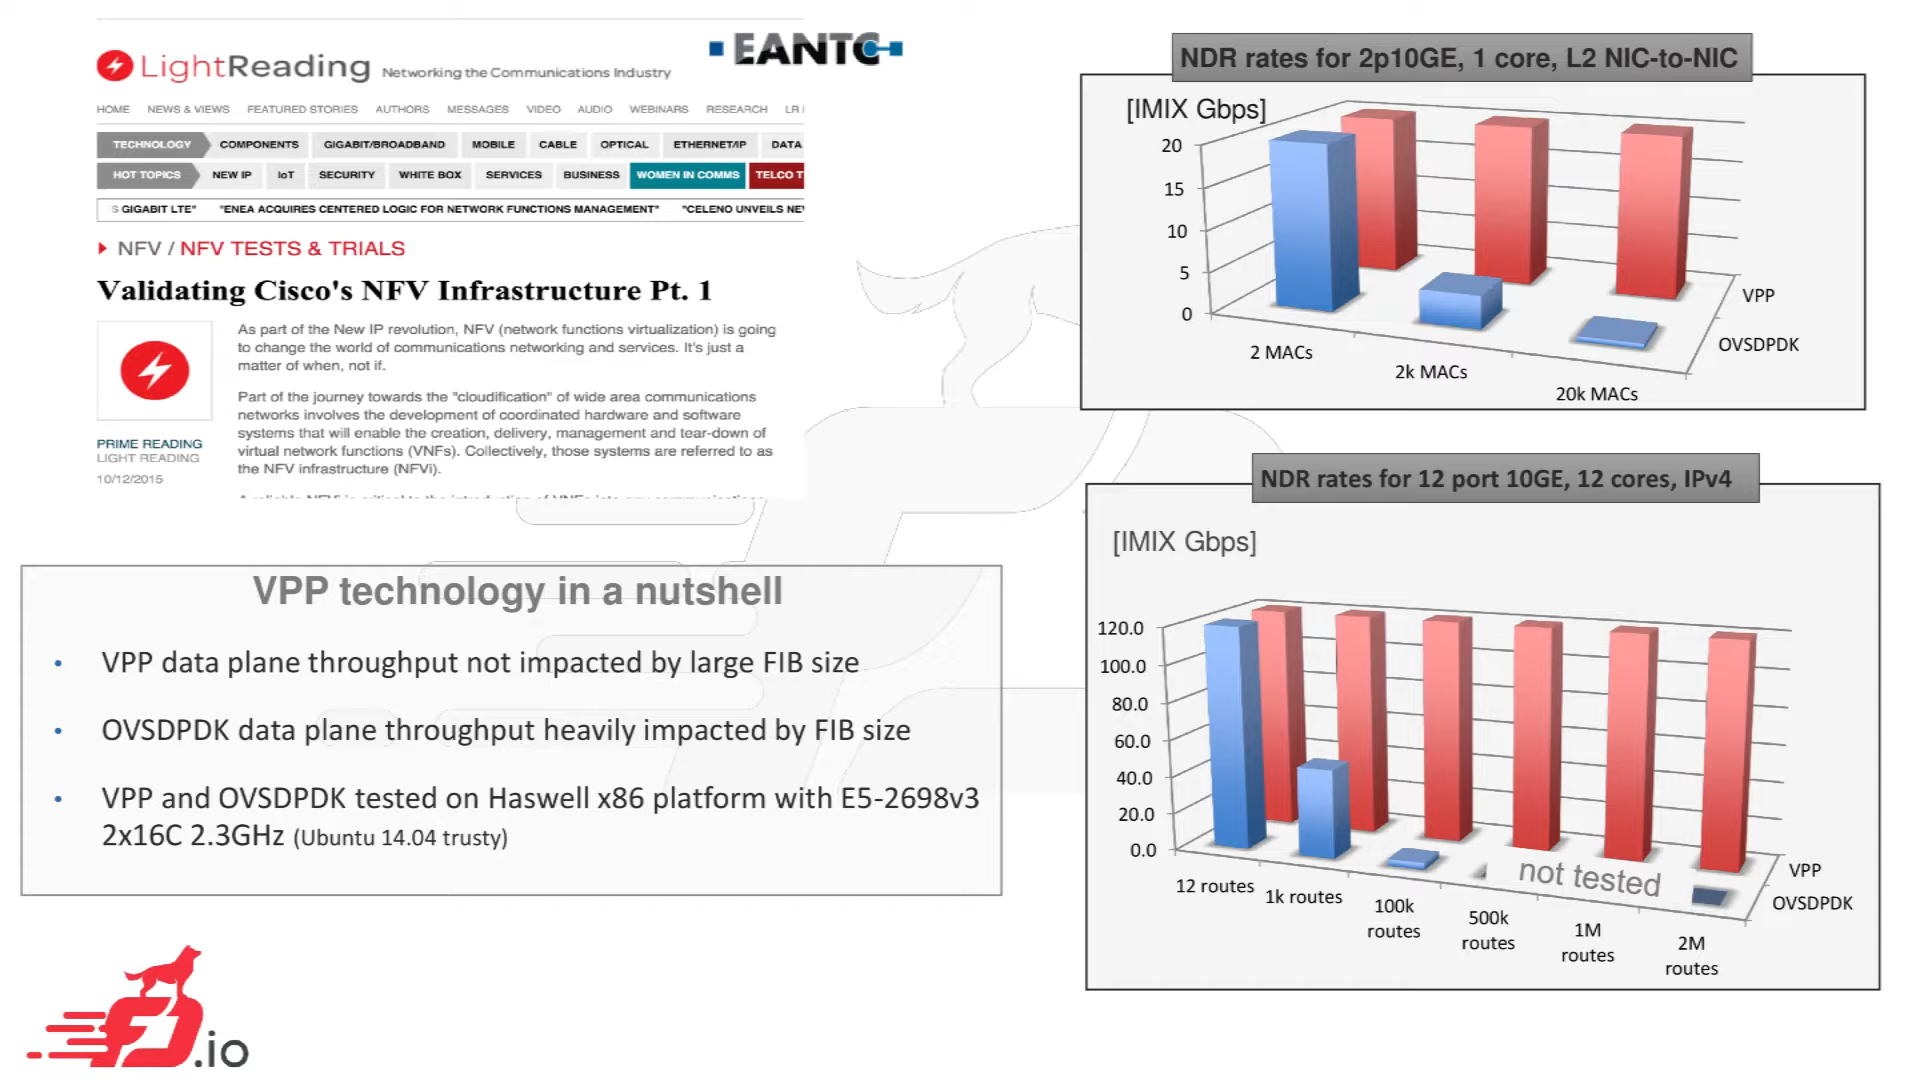 LightReading Networking the Communications Industry
EANTC
HOME NEWS & VIEWS FEATURED STORIES AUTHORS MESSAGES VIDEO AUDIO WEBINARS RESEARCH LR
TECHNOLOGY COMPONENTS GIGABIT/BROADBAND MOBILE CABLE OPTICAL ETHERNET/IP DATA
HOT TOPICS NEW IP IoT SECURITY WHITE BOX SERVICES BUSINESS WOMEN IN COMMS TELCO T
S GIGABIT LTE" "ENEA ACQUIRES CENTERED LOGIC FOR NETWORK FUNCTIONS MANAGEMENT" "CELENO UNVEILS NEW
NFV / NFV TESTS & TRIALS
Validating Cisco's NFV Infrastructure Pt. 1
As part of the New IP revolution, NFV (network functions virtualization) is going
to change the world of communications networking and services. It's just a
matter of when, not if.
Part of the journey towards the "cloudification" of wide area communications
networks involves the development of coordinated hardware and software
systems that will enable the creation, delivery, management and tear-down of
virtual network functions (VNFs). Collectively, those systems are referred to as
the NFV infrastructure (NFVi).
PRIME READING
LIGHT READING
10/12/2015
VPP technology in a nutshell
• VPP data plane throughput not impacted by large FIB size
• OVSDPDK data plane throughput heavily impacted by FIB size
• VPP and OVSDPDK tested on Haswell x86 platform with E5-2698v3
2x16C 2.3GHz (Ubuntu 14.04 trusty)
.io
NDR rates for 2p10GE, 1 core, L2 NIC-to-NIC
[IMIX Gbps]
20
15
10
5
0
2 MACs
2k MACs
20k MACs
VPP
OVSDPDK
NDR rates for 12 port 10GE, 12 cores, IPv4
[IMIX Gbps]
120.0
100.0
80.0
60.0
40.0
20.0
0.0
12 routes
1k routes
100k
routes
500k
routes
1M
routes
2M
routes
not tested
VPP
OVSDPDK